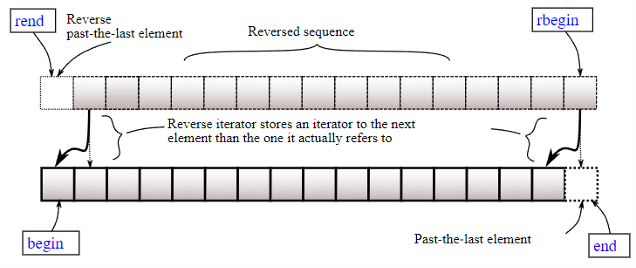 rend
Reverse
past-the-last element
Reversed sequence
rbegin
Reverse iterator stores an iterator to the next
element than the one it actually refers to
begin
Past-the-last element
end